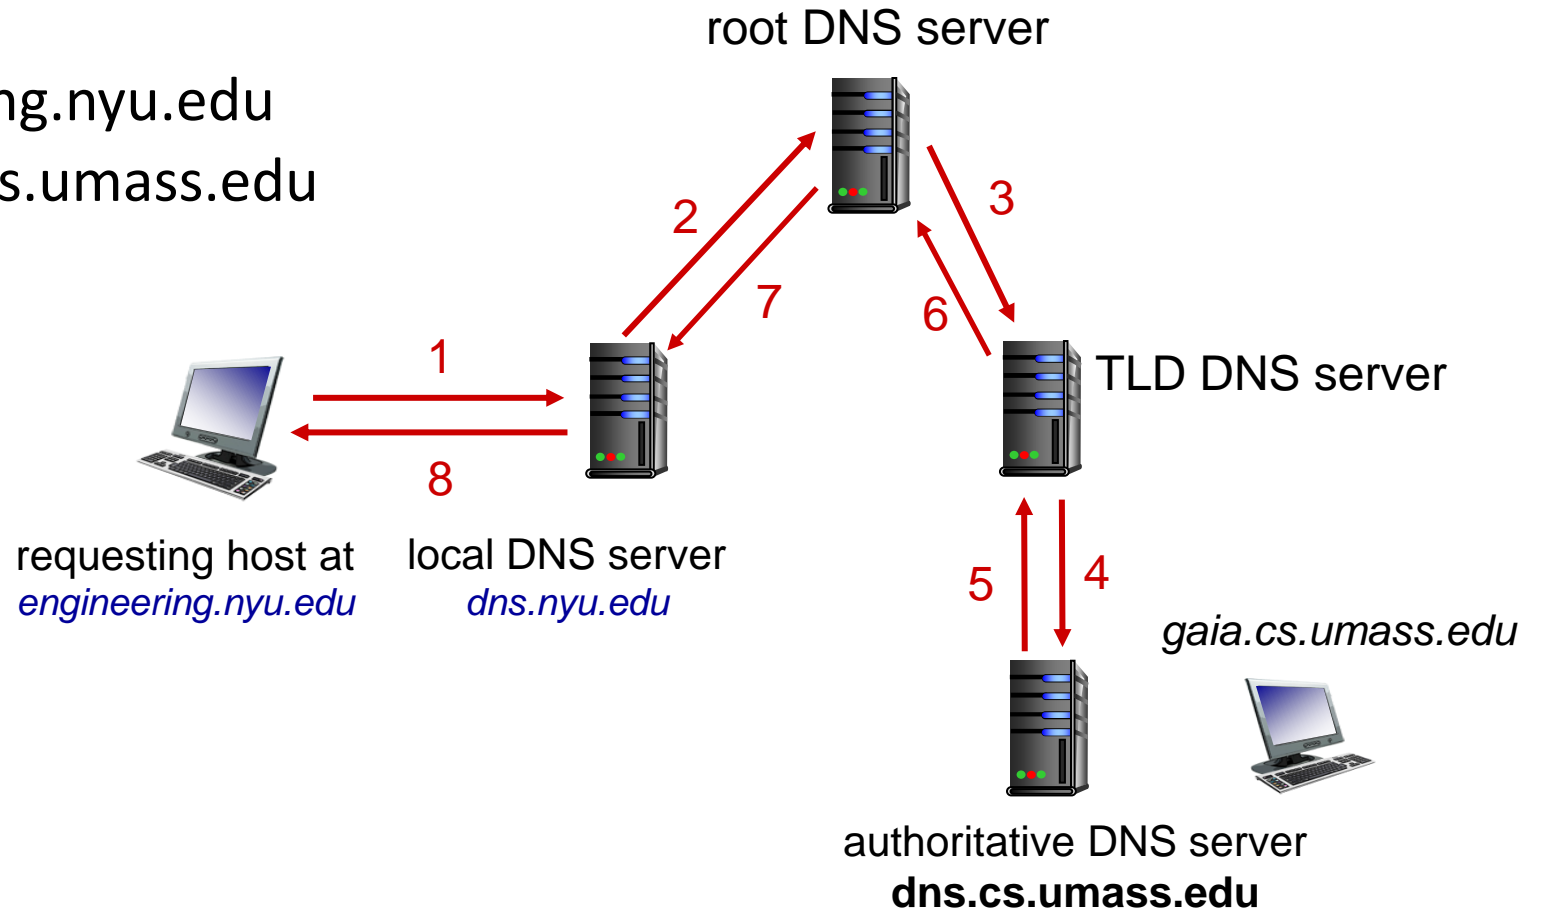 root DNS server
ng.nyu.edu
s.umass.edu
2
3
7
6
1
TLD DNS server
8
requesting host at
engineering.nyu.edu
local DNS server
dns.nyu.edu
5
4
gaia.cs.umass.edu
authoritative DNS server
dns.cs.umass.edu